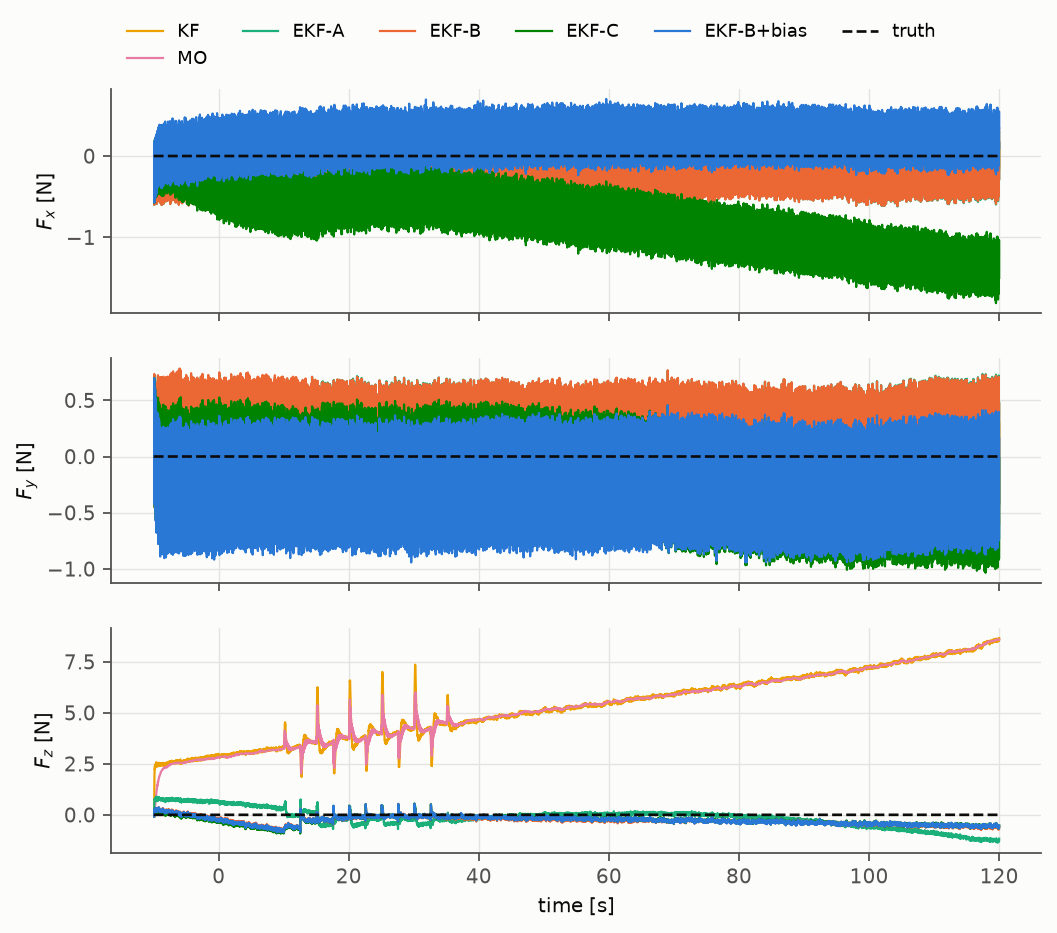 KF EKF-A EKF-B EKF-C EKF-B+bias truth
MO
F_x [N]
0
−1
F_y [N]
0.5
0.0
−0.5
−1.0
F_z [N]
7.5
5.0
2.5
0.0
0 20 40 60 80 100 120
time [s]